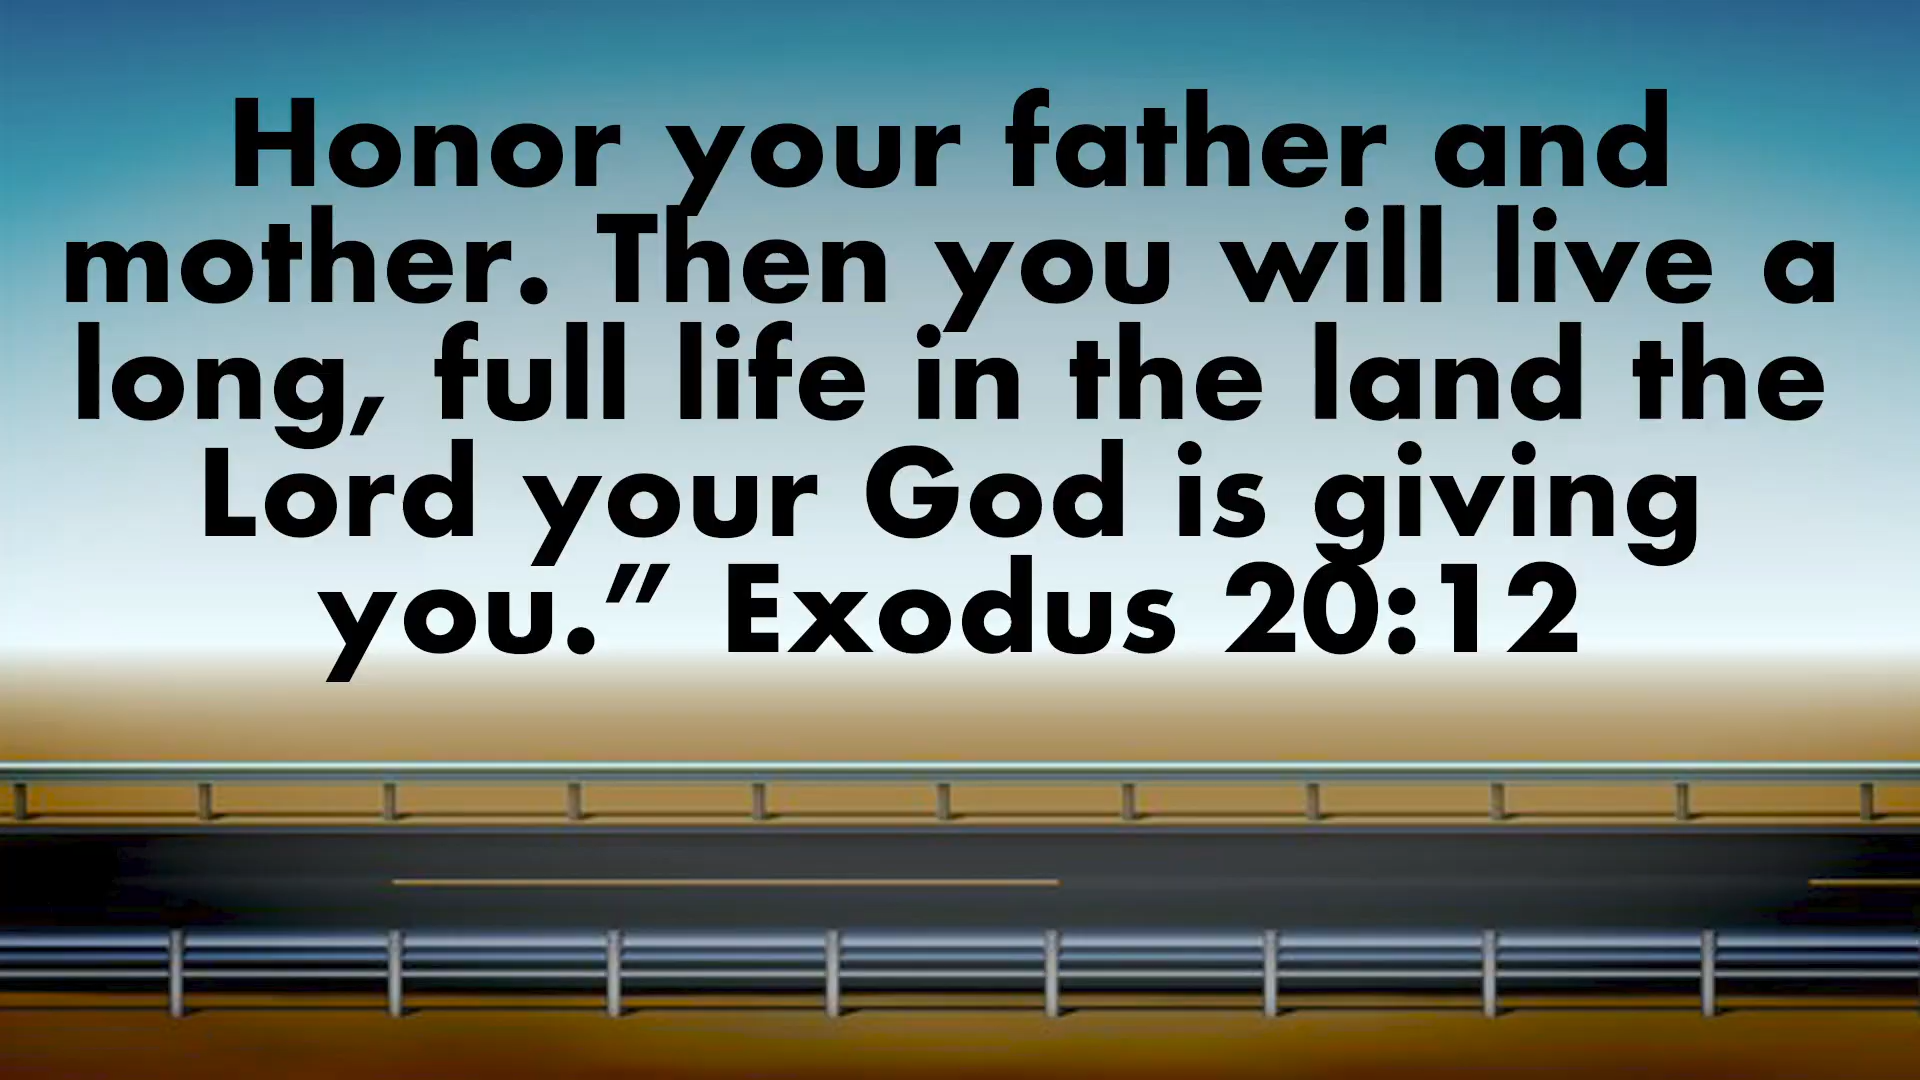 Honor your father and
mother. Then you will live a
long, full life in the land the
Lord your God is giving
you.” Exodus 20:12